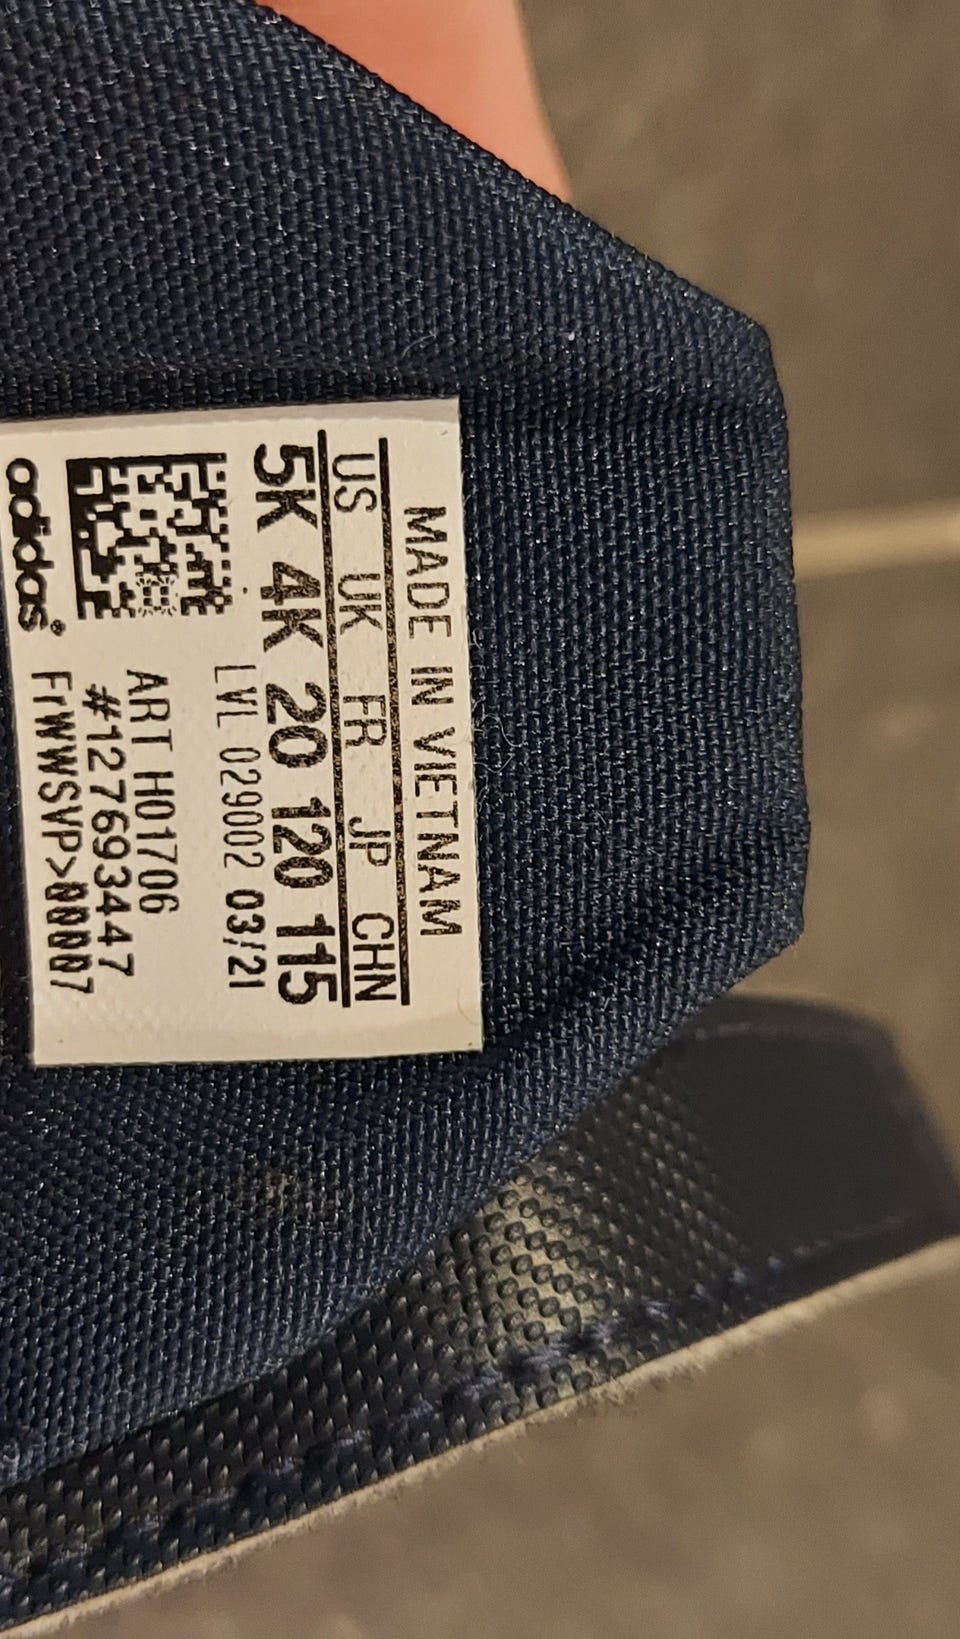 MADE IN VIETNAM
US UK FR JP CHN
5K 4K 20 120 115
LVL 029002 03/21
ART H01706
#127693447
adidas®